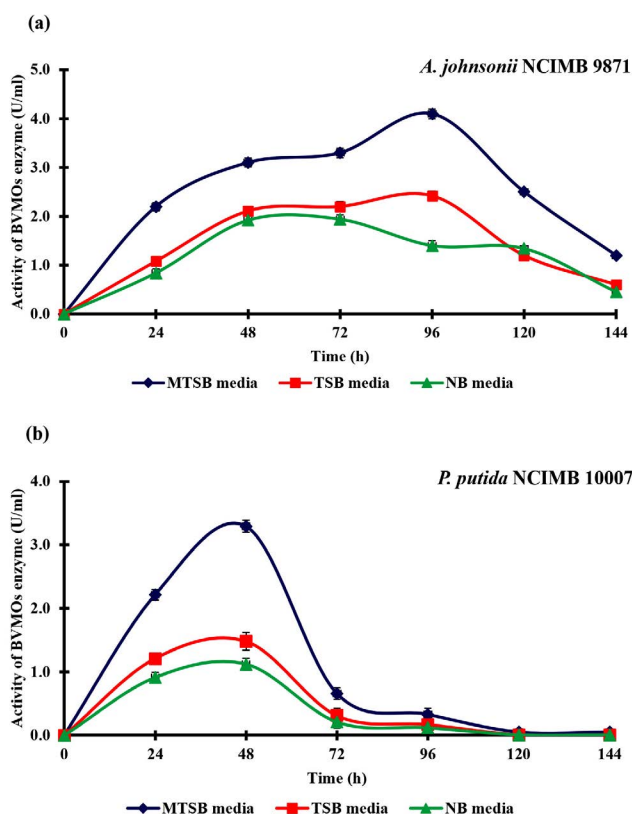 (a)
A. johnsonii NCIMB 9871
Activity of BVMOs enzyme (U/ml)
5.0
4.0
3.0
2.0
1.0
0.0
0 24 48 72 96 120 144
Time (h)
MTSB media TSB media NB media
(b)
P. putida NCIMB 10007
Activity of BVMOs enzyme (U/ml)
4.0
3.0
2.0
1.0
0.0
0 24 48 72 96 120 144
Time (h)
MTSB media TSB media NB media